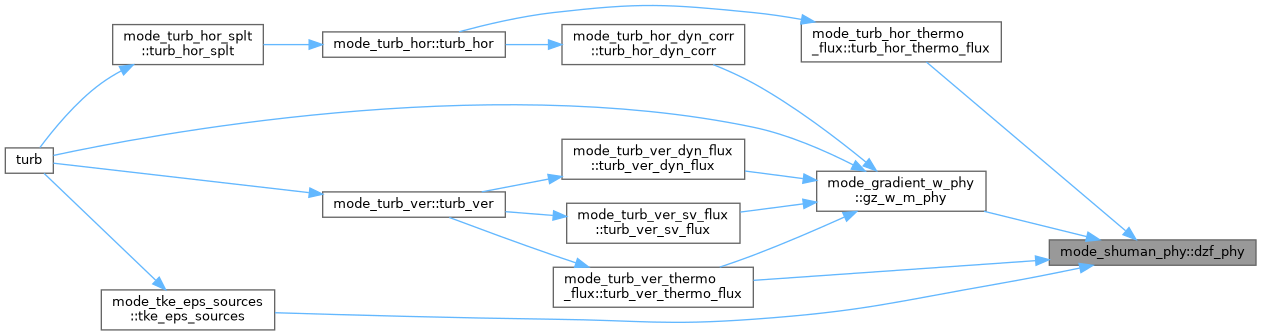 mode_turb_hor_splt
::turb_hor_splt
mode_turb_hor::turb_hor
mode_turb_hor_dyn_corr
::turb_hor_dyn_corr
mode_turb_hor_thermo
_flux::turb_hor_thermo_flux
turb
mode_turb_ver_dyn_flux
::turb_ver_dyn_flux
mode_gradient_w_phy
::gz_w_m_phy
mode_turb_ver::turb_ver
mode_turb_ver_sv_flux
::turb_ver_sv_flux
mode_shuman_phy::dzf_phy
mode_turb_ver_thermo
_flux::turb_ver_thermo_flux
mode_tke_eps_sources
::tke_eps_sources